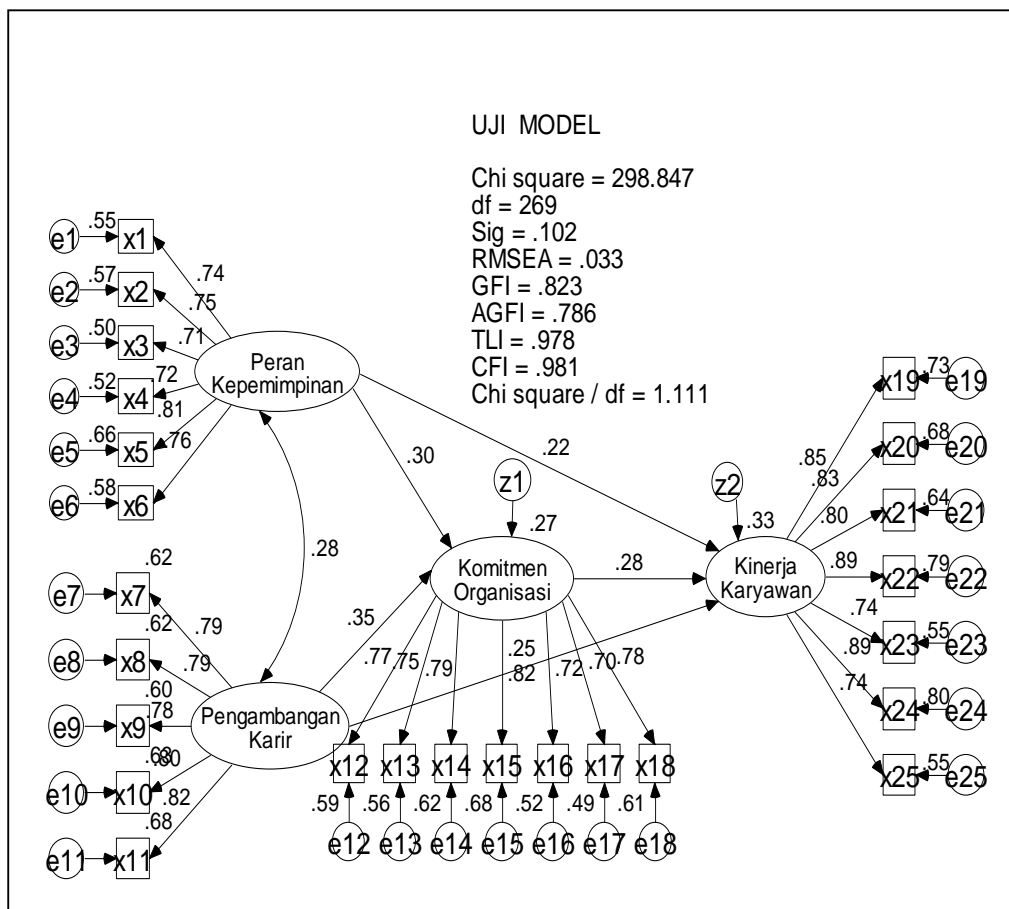 UJI MODEL
Chi square = 298.847
df = 269
Sig = .102
RMSEA = .033
GFI = .823
AGFI = .786
TLI = .978
CFI = .981
Chi square / df = 1.111
e1 .55 x1 .74
e2 .57 x2 .75
e3 .50 x3 .71
e4 .52 x4 .72
e5 .66 x5 .81
e6 .58 x6 .76
Peran
Kepemimpinan
.30
.22
.28
z1
.27
z2
.33
Komitmen
Organisasi
.28
Kinerja
Karyawan
.35
.25
e7 x7 .62 .79
e8 x8 .62 .79
e9 x9 .60 .78
e10 x10 .80
e11 x11 .68 .82
Pengambangan
Karir
.77 .75 .79 .82 .72 .70 .78
x12 x13 x14 x15 x16 x17 x18
.59 .56 .62 .68 .52 .49 .61
e12 e13 e14 e15 e16 e17 e18
.85 x19 .73 e19
.83 x20 .68 e20
.80 x21 .64 e21
.89 x22 .79 e22
.74 x23 .55 e23
.89 x24 .80 e24
.74 x25 .55 e25